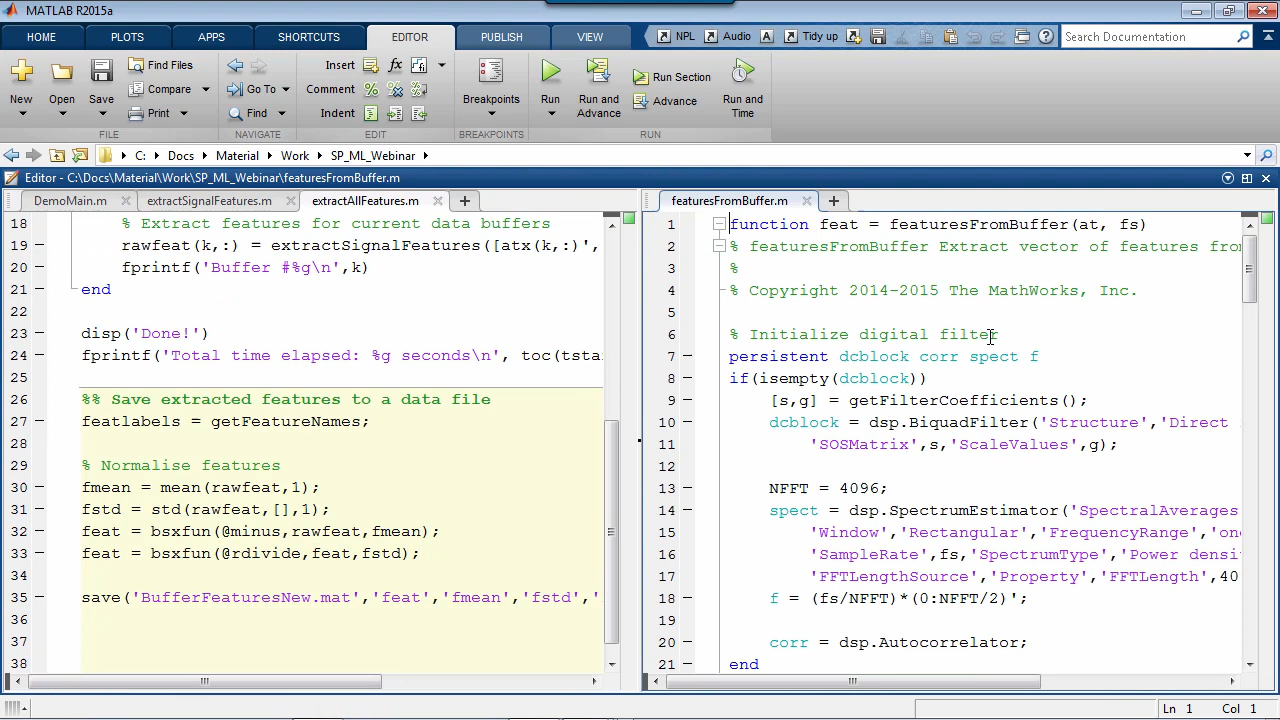 MATLAB R2015a
HOME PLOTS APPS SHORTCUTS EDITOR PUBLISH VIEW NPL Audio A Tidy up Search Documentation
New Open Save Find Files Compare Print Go To Find Insert Comment Indent fx Breakpoints Run Run and Advance Run Section Advance Run and Time
FILE NAVIGATE EDIT BREAKPOINTS RUN
C: Docs Material Work SP_ML_Webinar
Editor - C:\Docs\Material\Work\SP_ML_Webinar\featuresFromBuffer.m
DemoMain.m extractSignalFeatures.m extractAllFeatures.m
18 % Extract features for current data buffers
19 rawfeat(k,:) = extractSignalFeatures([atx(k,:)',
20 fprintf('Buffer #%g\n',k)
21 end
22
23 disp('Done!')
24 fprintf('Total time elapsed: %g seconds\n', toc(tsta
25
26 %% Save extracted features to a data file
27 featlabels = getFeatureNames;
28
29 % Normalise features
30 fmean = mean(rawfeat,1);
31 fstd = std(rawfeat,[],1);
32 feat = bsxfun(@minus,rawfeat,fmean);
33 feat = bsxfun(@rdivide,feat,fstd);
34
35 save('BufferFeaturesNew.mat','feat','fmean','fstd','
36
37
38
featuresFromBuffer.m
1 function feat = featuresFromBuffer(at, fs)
2 % featuresFromBuffer Extract vector of features fro
3 %
4 % Copyright 2014-2015 The MathWorks, Inc.
5
6 % Initialize digital filter
7 persistent dcblock corr spect f
8 if(isempty(dcblock))
9 [s,g] = getFilterCoefficients();
10 dcblock = dsp.BiquadFilter('Structure','Direct
11 'SOSMatrix',s,'ScaleValues',g);
12
13 NFFT = 4096;
14 spect = dsp.SpectrumEstimator('SpectralAverages
15 'Window','Rectangular','FrequencyRange','one
16 'SampleRate',fs,'SpectrumType','Power densi
17 'FFTLengthSource','Property','FFTLength',40
18 f = (fs/NFFT)*(0:NFFT/2)';
19
20 corr = dsp.Autocorrelator;
21 end
Ln 1 Col 1